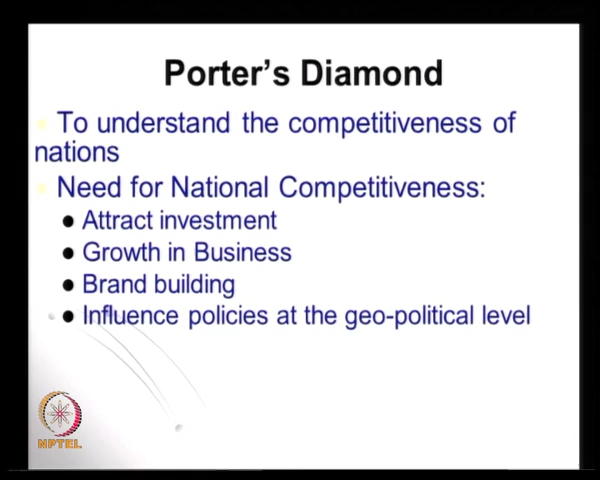 Porter's Diamond
To understand the competitiveness of
nations
Need for National Competitiveness:
Attract investment
Growth in Business
Brand building
Influence policies at the geo-political level
NPTEL